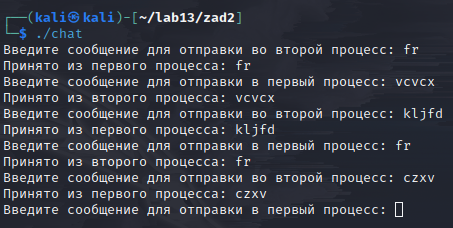 ┌──(kali㉿kali)-[~/lab13/zad2]
└─$ ./chat
Введите сообщение для отправки во второй процесс: fr
Принято из первого процесса: fr
Введите сообщение для отправки в первый процесс: vcvcx
Принято из второго процесса: vcvcx
Введите сообщение для отправки во второй процесс: kljfd
Принято из первого процесса: kljfd
Введите сообщение для отправки в первый процесс: fr
Принято из второго процесса: fr
Введите сообщение для отправки во второй процесс: czxv
Принято из первого процесса: czxv
Введите сообщение для отправки в первый процесс: